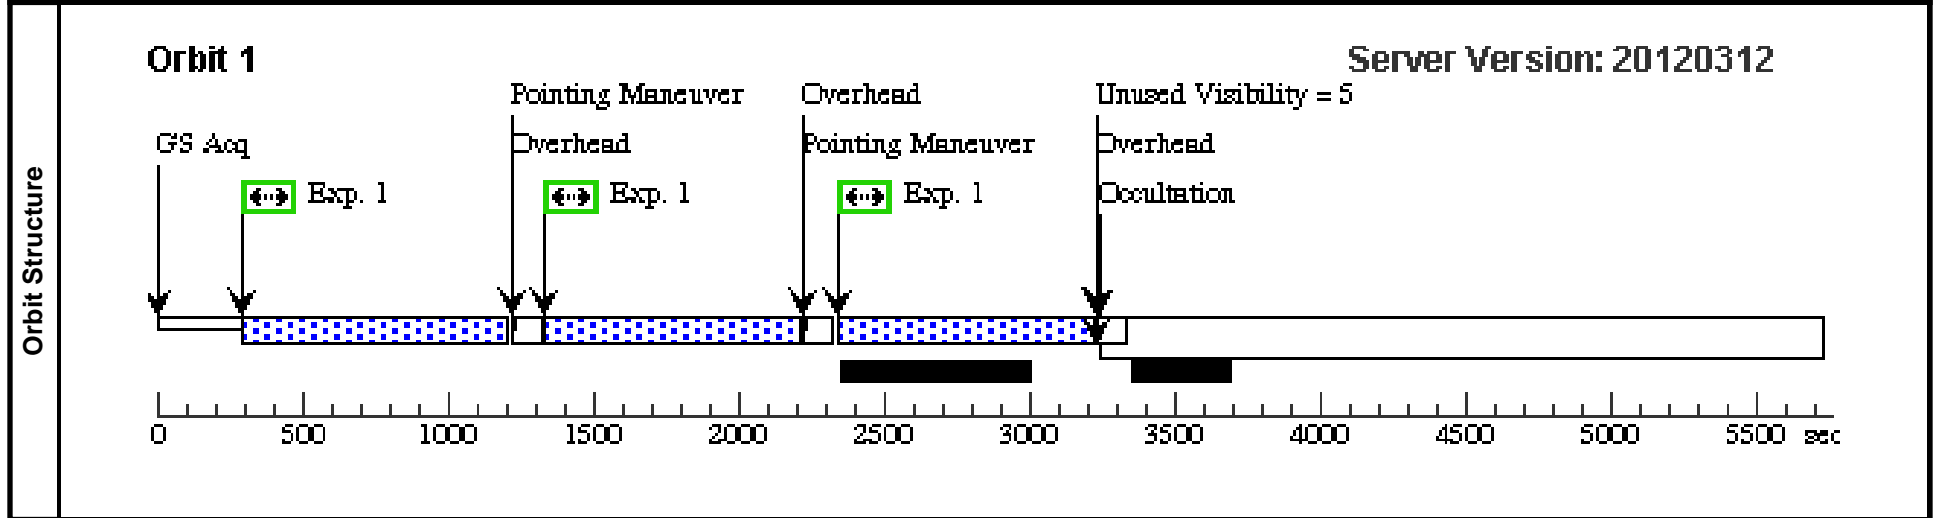 Orbit Structure
Orbit 1
Server Version: 20120312
Pointing Maneuver
Overhead
Unused Visibility = 5
GS Acq
Overhead
Pointing Maneuver
Overhead
Exp. 1
Exp. 1
Exp. 1
Occultation
0 500 1000 1500 2000 2500 3000 3500 4000 4500 5000 5500 sec